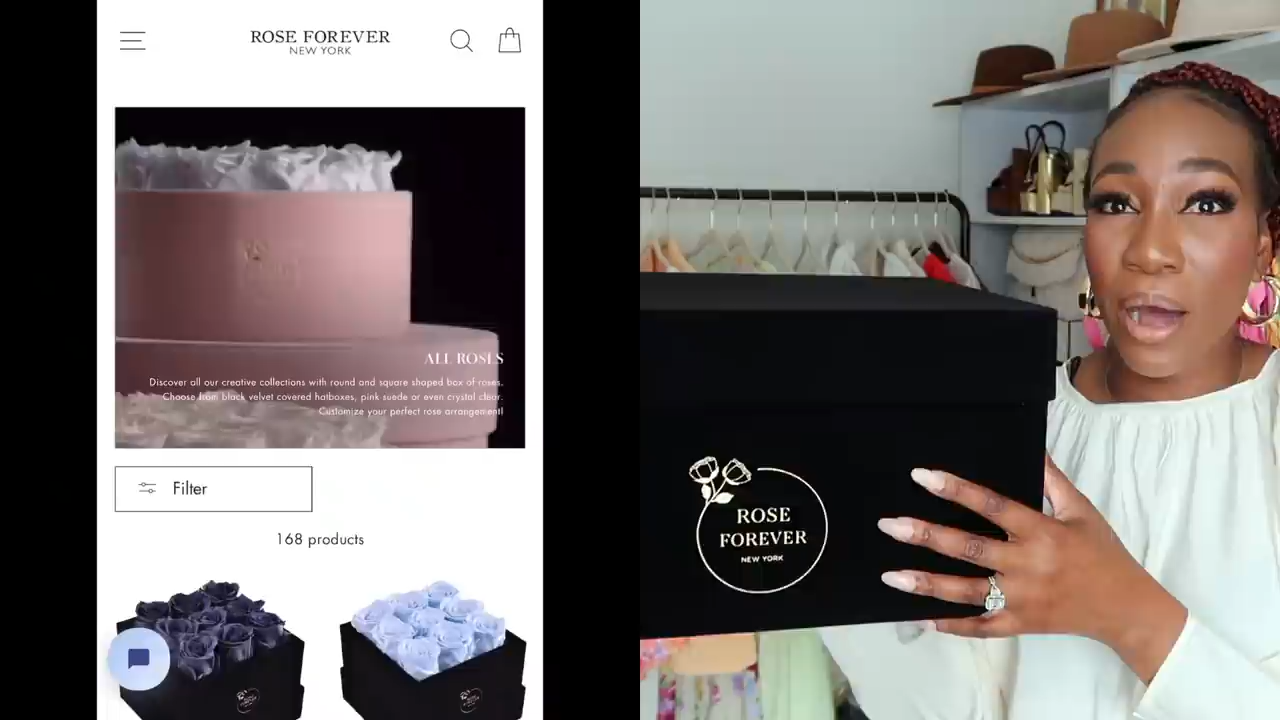 ROSE FOREVER
NEW YORK
ALL ROSES
Discover all our creative collections with round and square shaped box of roses.
Choose from black velvet covered hatboxes, pink suede or even crystal clear.
Customize your perfect rose arrangement!
Filter
168 products
ROSE
FOREVER
NEW YORK